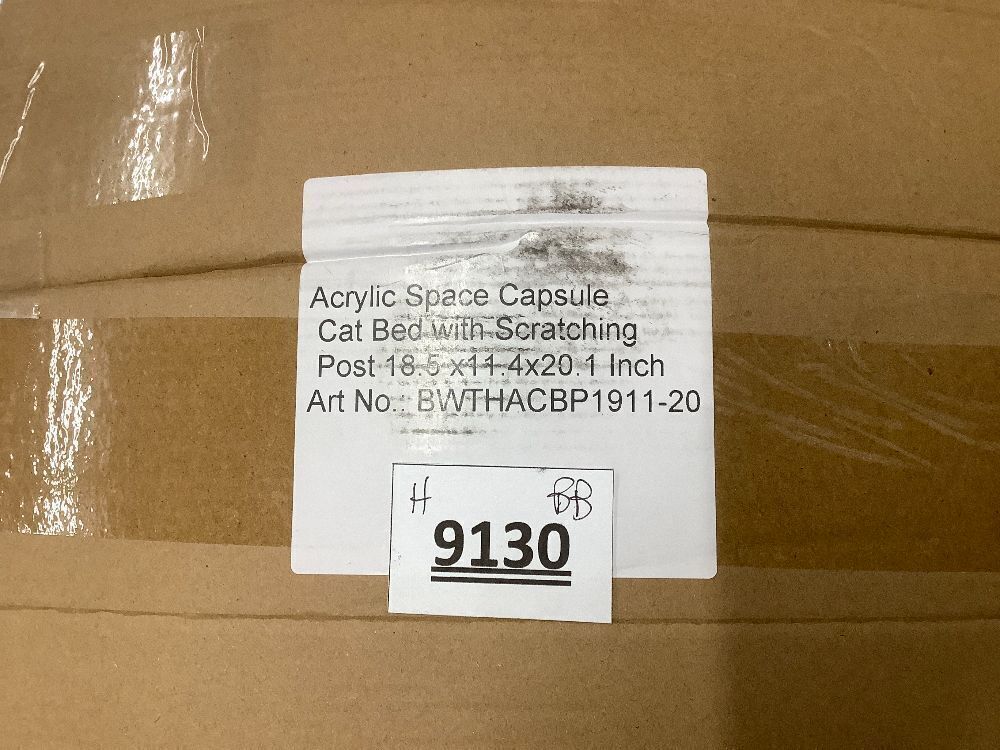 Acrylic Space Capsule
Cat Bed with Scratching
Post 18.5 x11.4x20.1 Inch
Art No.: BWTHACBP1911-20
H BB
9130